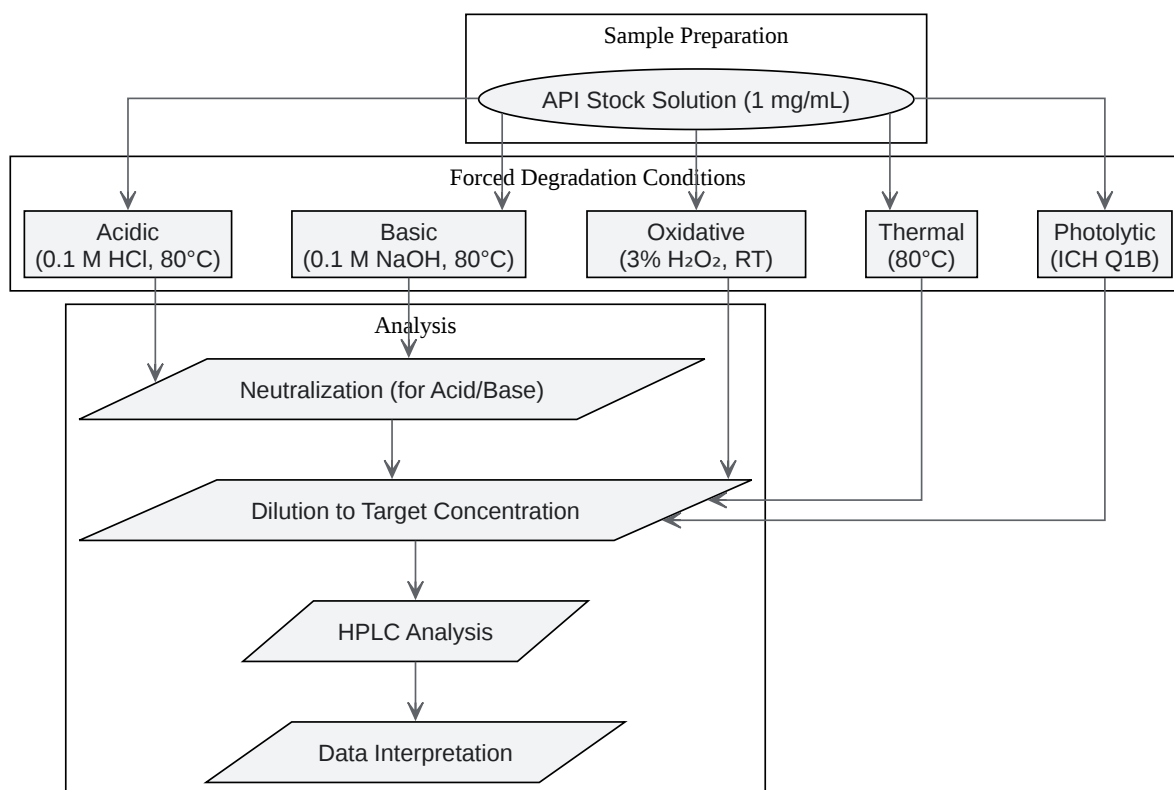 Sample Preparation
API Stock Solution (1 mg/mL)
Forced Degradation Conditions
Acidic
(0.1 M HCl, 80°C)
Basic
(0.1 M NaOH, 80°C)
Oxidative
(3% H₂O₂, RT)
Thermal
(80°C)
Photolytic
(ICH Q1B)
Analysis
Neutralization (for Acid/Base)
Dilution to Target Concentration
HPLC Analysis
Data Interpretation